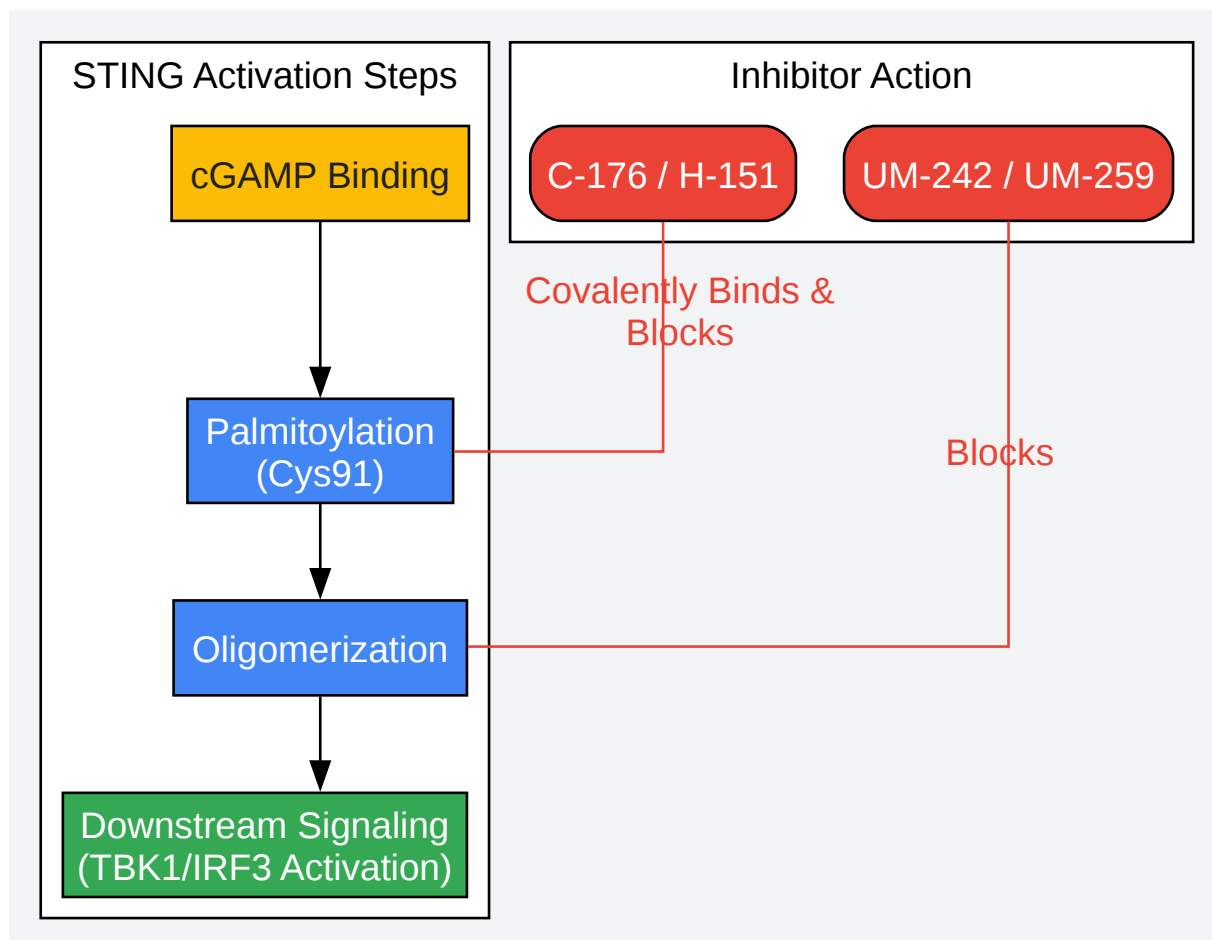 STING Activation Steps
cGAMP Binding
Palmitoylation
(Cys91)
Oligomerization
Downstream Signaling
(TBK1/IRF3 Activation)
Inhibitor Action
C-176 / H-151
UM-242 / UM-259
Covalently Binds &
Blocks
Blocks